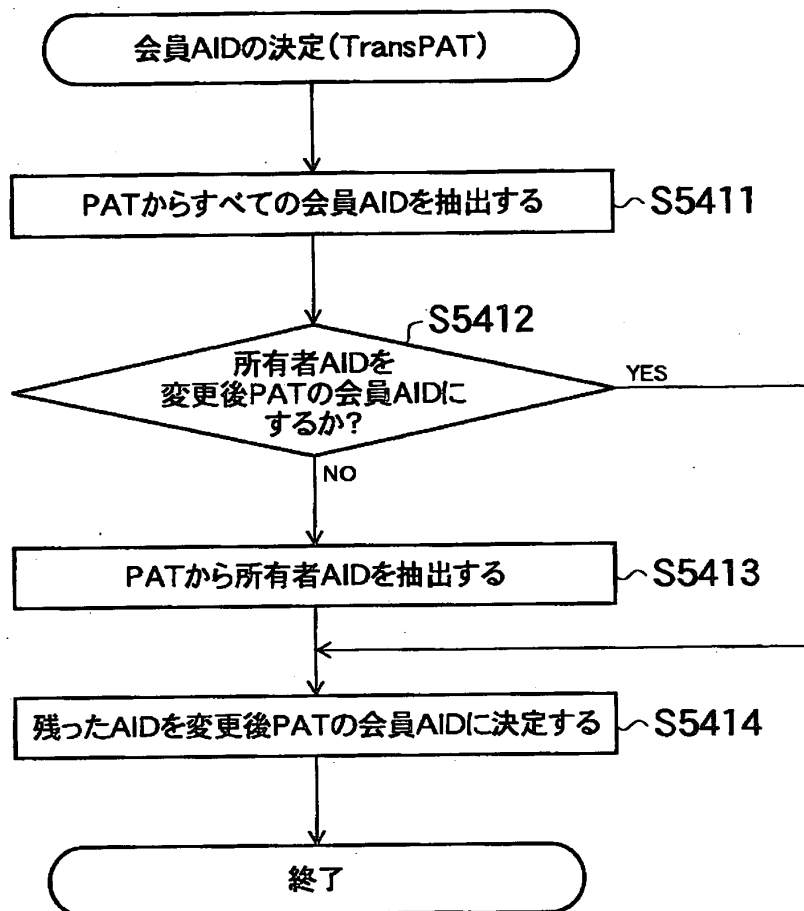 会員AIDの決定(TransPAT)
PATからすべての会員AIDを抽出する
S5411
S5412
所有者AIDを
変更後PATの会員AIDに
するか?
YES
NO
PATから所有者AIDを抽出する
S5413
残ったAIDを変更後PATの会員AIDに決定する
S5414
終了